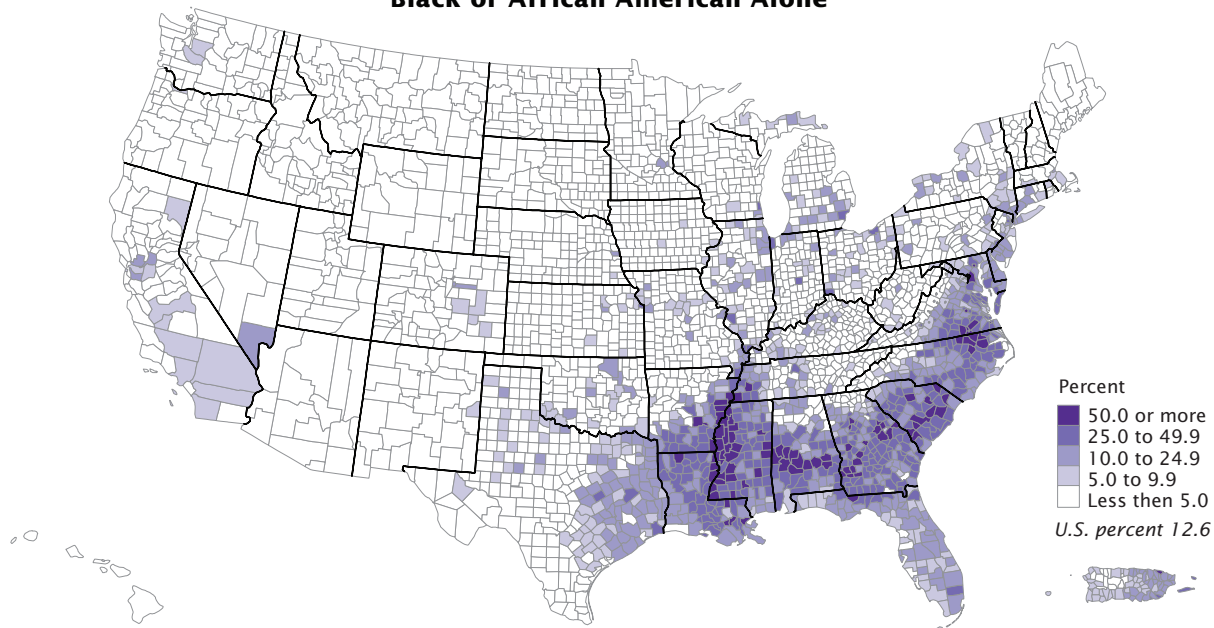 Black or African American Alone
Percent
50.0 or more
25.0 to 49.9
10.0 to 24.9
5.0 to 9.9
Less then 5.0
U.S. percent 12.6